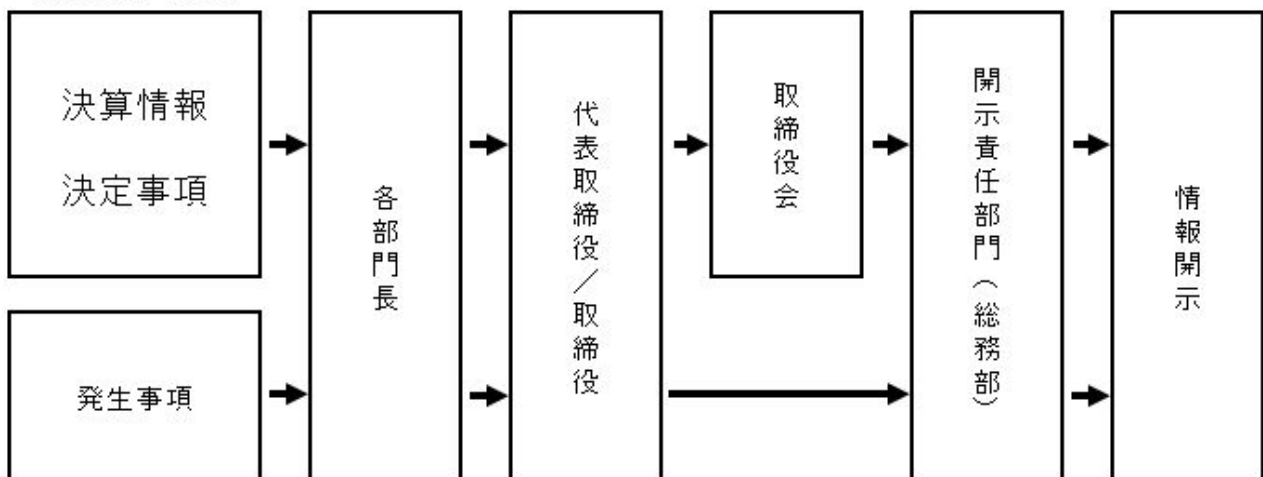 決算情報
決定事項
発生事項
各部門長
代表取締役/取締役
取締役会
開示責任部門(総務部)
情報開示